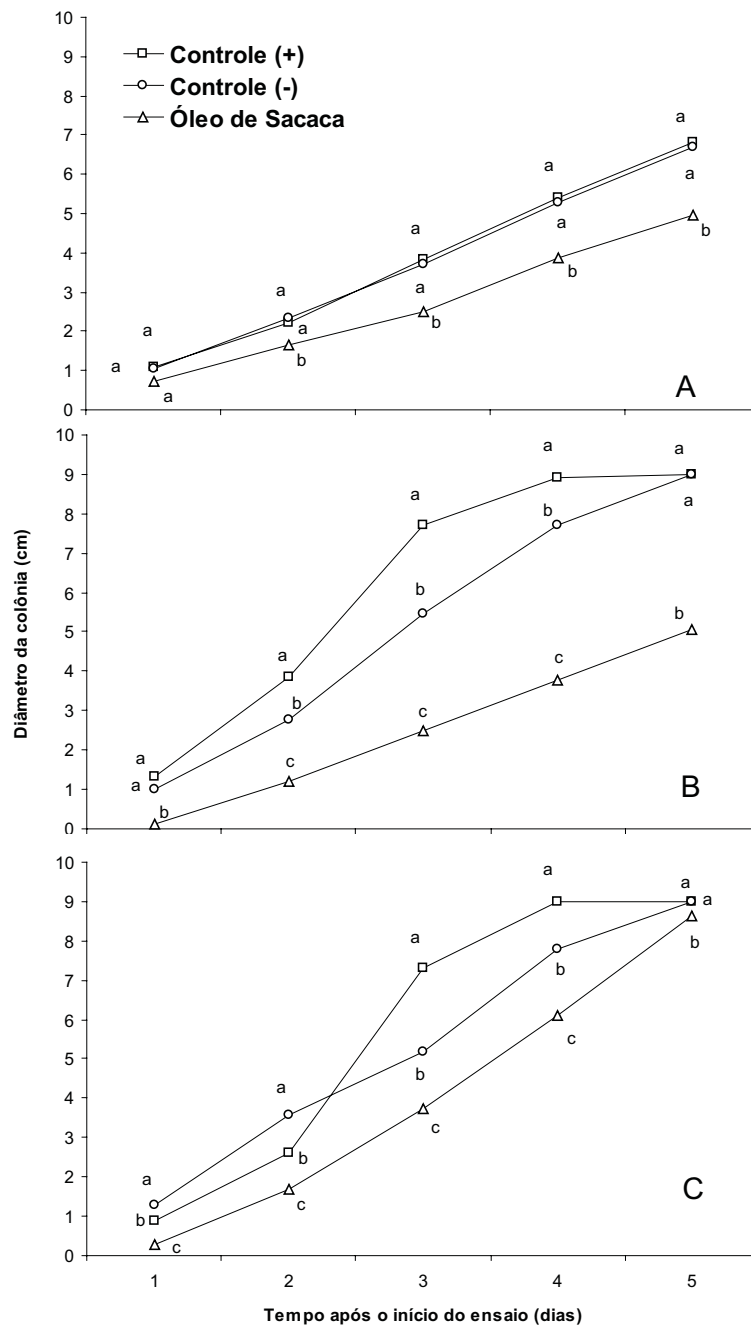 10
9
8
7
6
5
4
3
2
1
0
Controle (+)
Controle (-)
Óleo de Sacaca
a
a
a
a
a
a
a
a
a
a
a
b
b
b
b
A
10
9
8
7
6
5
4
3
2
1
0
a
a
b
a
b
c
a
b
c
a
b
c
a
a
b
B
10
9
8
7
6
5
4
3
2
1
0
a
b
c
a
b
c
a
b
c
a
b
c
a
a
b
C
1 2 3 4 5
Diâmetro da colônia (cm)
Tempo após o início do ensaio (dias)